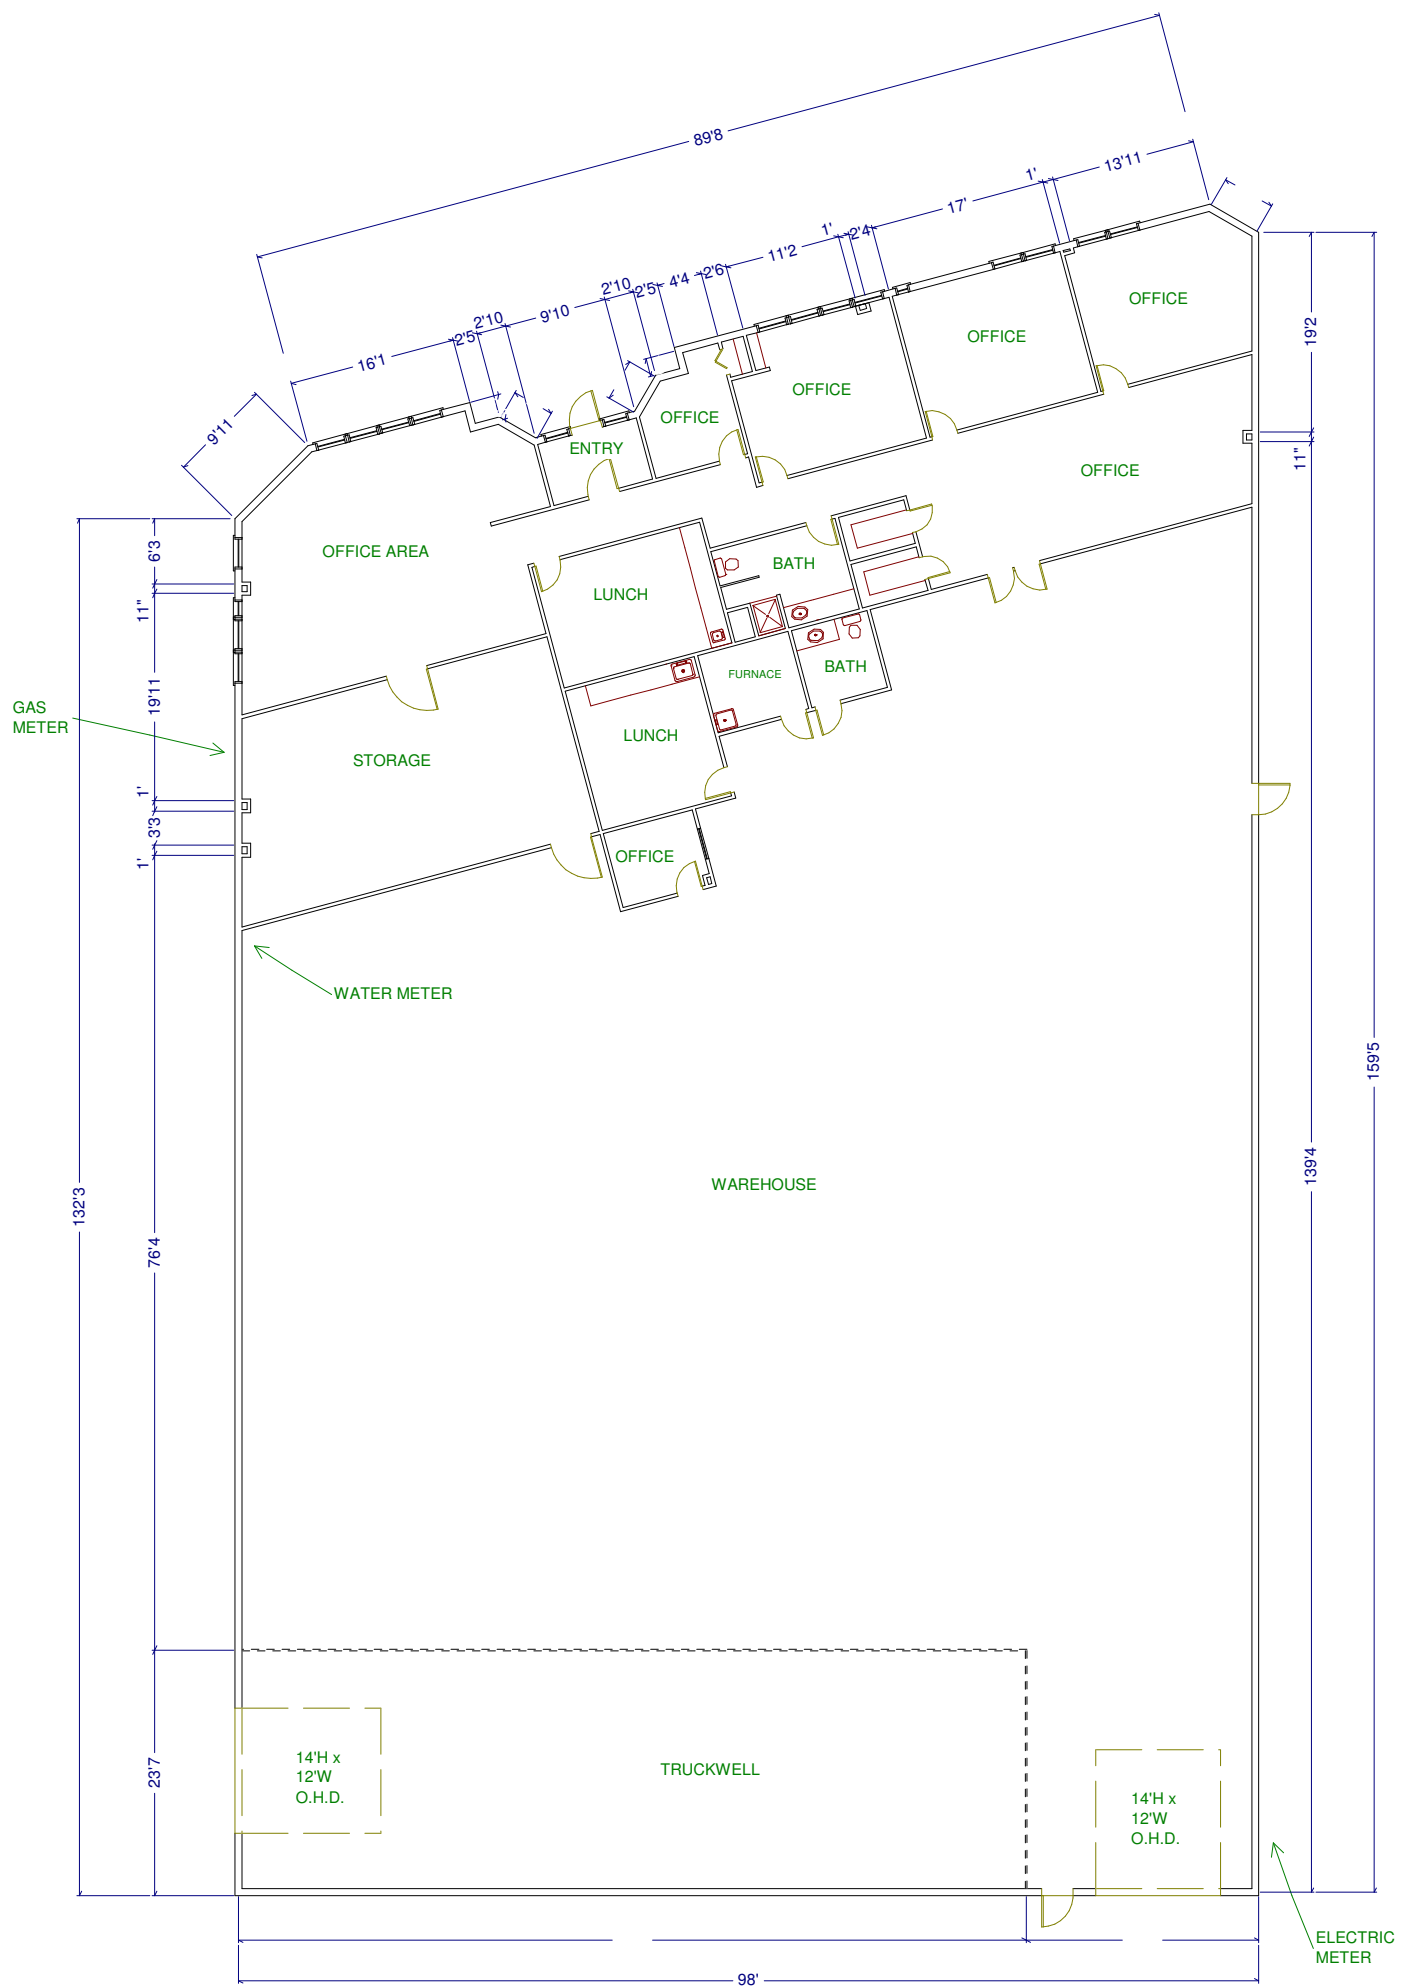 89'8
13'11
1'
17'
2'4
1'
11'2
2'6
4'4
2'5
2'10
9'10
2'10
2'5
16'1
9'11
OFFICE
OFFICE
OFFICE
OFFICE
ENTRY
19'2
11"
OFFICE
OFFICE AREA
6'3
11"
LUNCH
BATH
BATH
FURNACE
19'11
GAS
METER
LUNCH
STORAGE
1'
3'3
1'
OFFICE
WATER METER
159'5
139'4
WAREHOUSE
132'3
76'4
23'7
14'H x
12'W
O.H.D.
TRUCKWELL
14'H x
12'W
O.H.D.
ELECTRIC
METER
98'